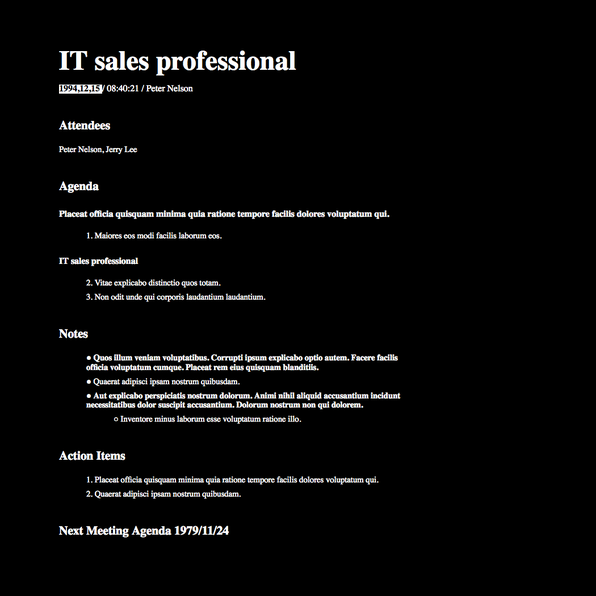 IT sales professional
1994.12.15/ 08:40:21 / Peter Nelson
Attendees
Peter Nelson, Jerry Lee
Agenda
Placeat officia quisquam minima quia ratione tempore facilis dolores voluptatum qui.
1. Maiores eos modi facilis laborum eos.
IT sales professional
2. Vitae explicabo distinctio quos totam.
3. Non odit unde qui corporis laudantium laudantium.
Notes
● Quos illum veniam voluptatibus. Corrupti ipsum explicabo optio autem. Facere facilis
officia voluptatum cumque. Placeat rem eius quisquam blanditiis.
● Quaerat adipisci ipsam nostrum quibusdam.
● Aut explicabo perspiciatis nostrum dolorum. Animi nihil aliquid accusantium incidunt
necessitatibus dolor suscipit accusantium. Dolorum nostrum non qui dolorem.
○ Inventore minus laborum esse voluptatum ratione illo.
Action Items
1. Placeat officia quisquam minima quia ratione tempore facilis dolores voluptatum qui.
2. Quaerat adipisci ipsam nostrum quibusdam.
Next Meeting Agenda 1979/11/24